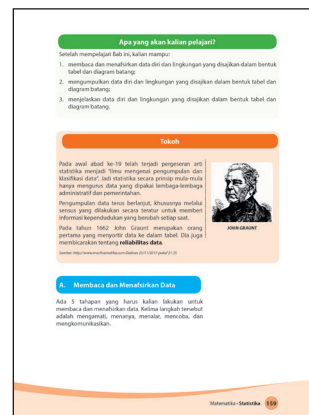 Apa yang akan kalian pelajari?
Setelah mempelajari Bab ini, kalian mampu:
1. membaca dan menafsirkan data diri dan lingkungan yang disajikan dalam bentuk
tabel dan diagram batang;
2. mengumpulkan data diri dan lingkungan yang disajikan dalam bentuk tabel dan
diagram batang;
3. menjelaskan data diri dan lingkungan yang disajikan dalam bentuk tabel dan
diagram batang.
Tokoh
Pada awal abad ke-19 telah terjadi pergeseran arti
statistika menjadi "ilmu mengenai pengumpulan dan
klasifikasi data". Jadi statistika secara prinsip mula-mula
hanya mengurus data yang dipakai lembaga-lembaga
administratif dan pemerintahan.
Pengumpulan data terus berlanjut, khususnya melalui
sensus yang dilakukan secara teratur untuk memberi
informasi kependudukan yang berubah setiap saat.
Pada tahun 1662 John Graunt merupakan orang
pertama yang menyortir data ke dalam tabel. Dia juga
membicarakan tentang reliabilitas data.
JOHN GRAUNT
A. Membaca dan Menafsirkan Data
Ada 5 tahapan yang harus kalian lakukan untuk
membaca dan menafsirkan data. Kelima langkah tersebut
adalah mengamati, menanya, menalar, mencoba, dan
mengkomunikasikan.
Matematika - Statistika 159